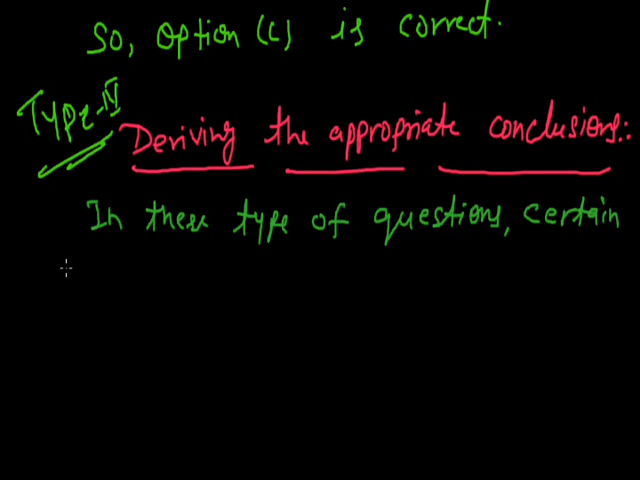 So, option (c) is correct.
Type-IV
Deriving the appropriate conclusions:
In these type of questions, certain